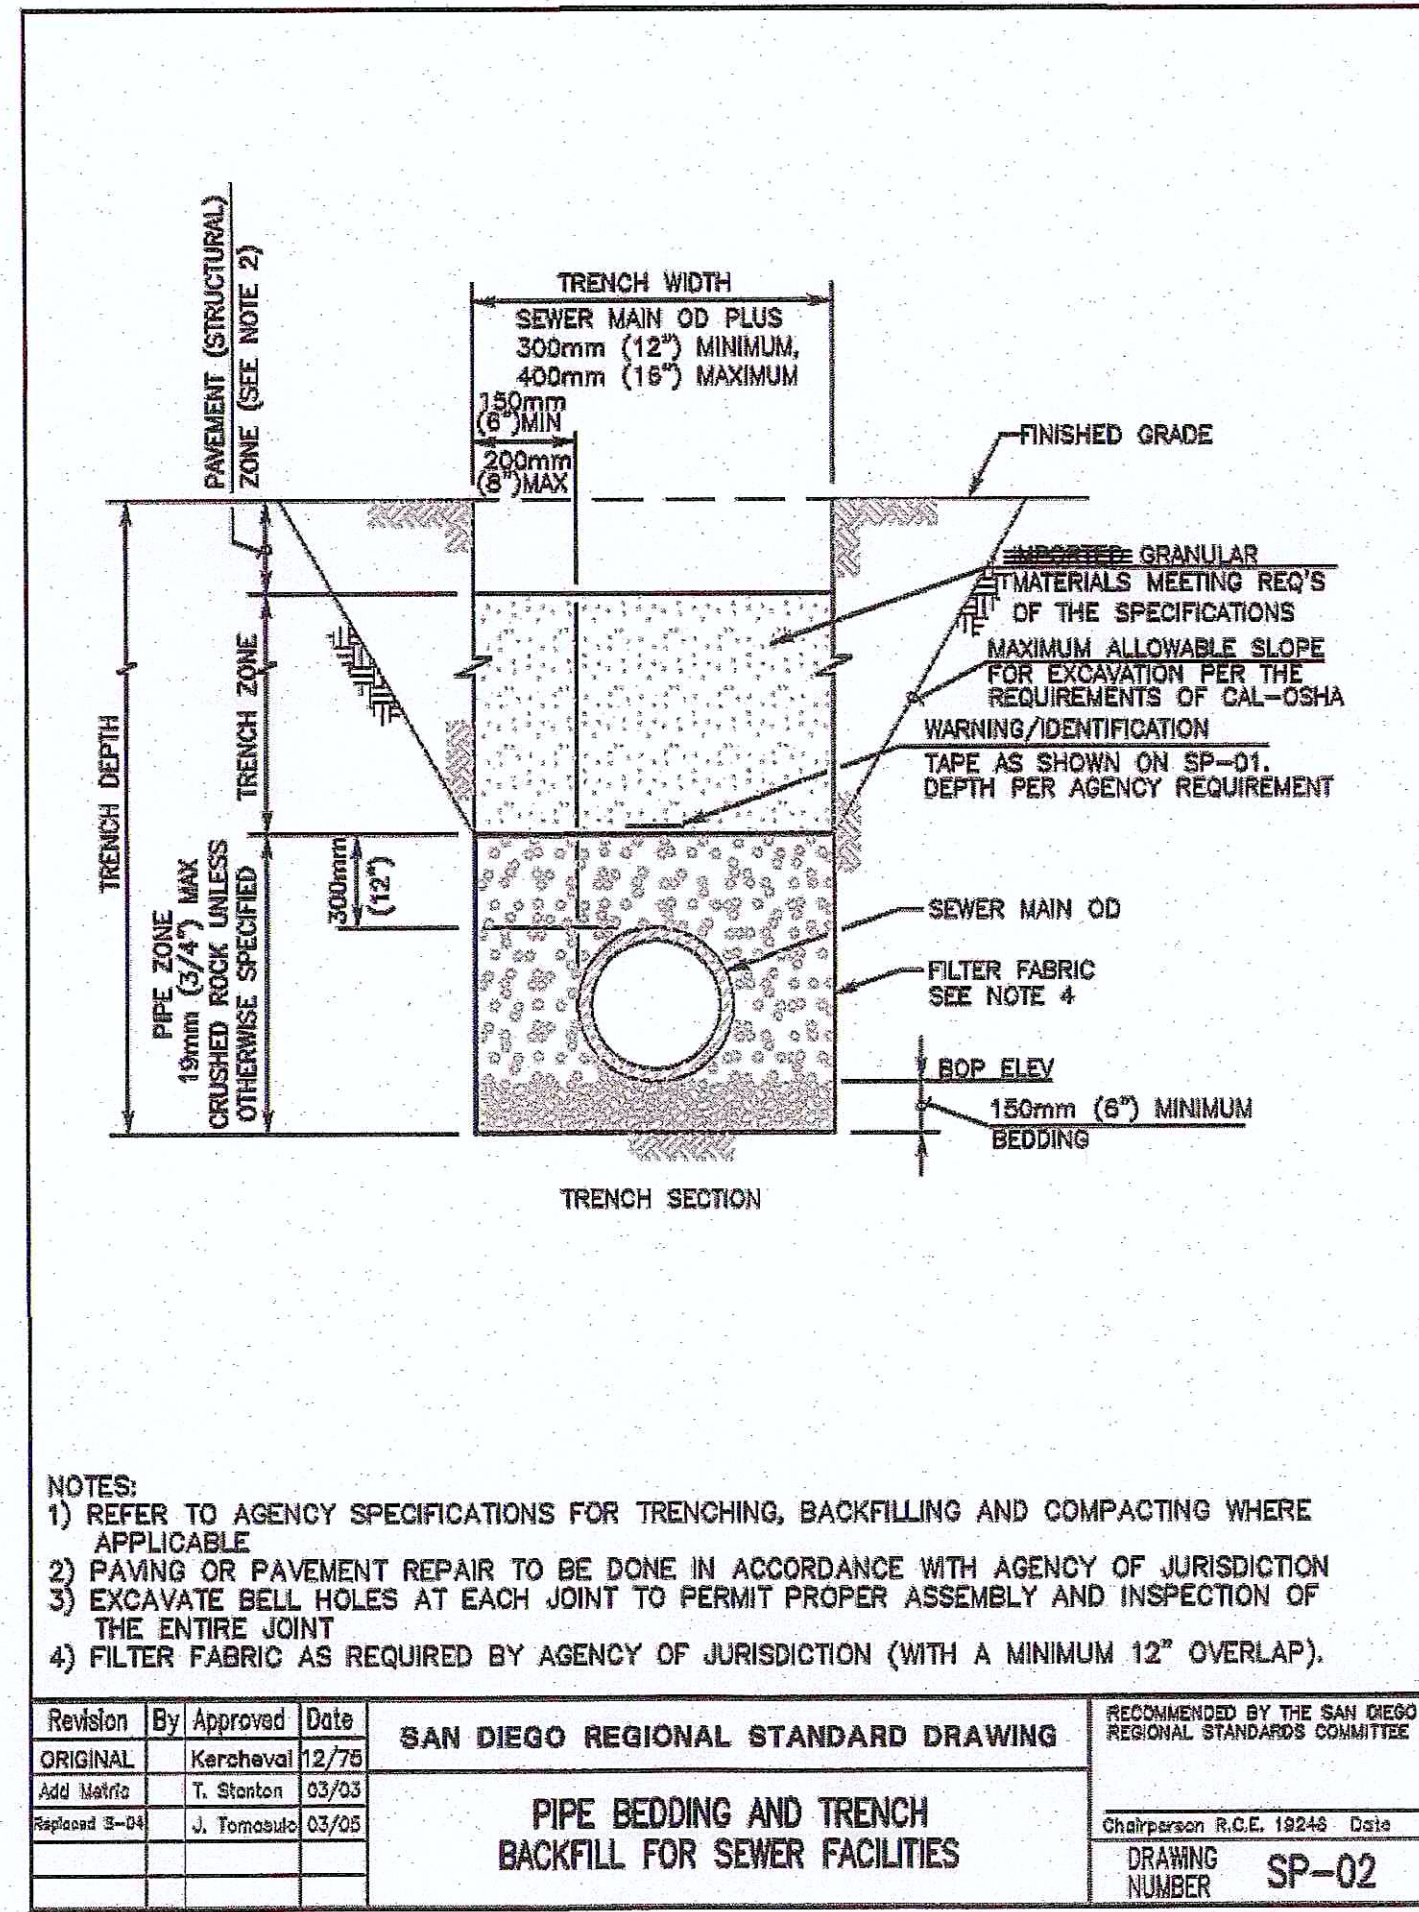 PAVEMENT (STRUCTURAL)
ZONE (SEE NOTE 2)
TRENCH WIDTH
SEWER MAIN OD PLUS
300mm (12") MINIMUM,
400mm (16") MAXIMUM
150mm
(6")MIN
200mm
(8")MAX
FINISHED GRADE
IMPORTED GRANULAR
MATERIALS MEETING REQ'S
OF THE SPECIFICATIONS
MAXIMUM ALLOWABLE SLOPE
FOR EXCAVATION PER THE
REQUIREMENTS OF CAL-OSHA
WARNING/IDENTIFICATION
TAPE AS SHOWN ON SP-01.
DEPTH PER AGENCY REQUIREMENT
TRENCH DEPTH
TRENCH ZONE
PIPE ZONE
19mm (3/4") MAX
CRUSHED ROCK UNLESS
OTHERWISE SPECIFIED
300mm
(12")
SEWER MAIN OD
FILTER FABRIC
SEE NOTE 4
BOP ELEV
150mm (6") MINIMUM
BEDDING
TRENCH SECTION
NOTES:
1) REFER TO AGENCY SPECIFICATIONS FOR TRENCHING, BACKFILLING AND COMPACTING WHERE
APPLICABLE
2) PAVING OR PAVEMENT REPAIR TO BE DONE IN ACCORDANCE WITH AGENCY OF JURISDICTION
3) EXCAVATE BELL HOLES AT EACH JOINT TO PERMIT PROPER ASSEMBLY AND INSPECTION OF
THE ENTIRE JOINT
4) FILTER FABRIC AS REQUIRED BY AGENCY OF JURISDICTION (WITH A MINIMUM 12" OVERLAP).
Revision By Approved Date
ORIGINAL Kercheval 12/75
Add Metric T. Stanton 03/03
Replaced S-04 J. Tomasulo 03/05
SAN DIEGO REGIONAL STANDARD DRAWING
PIPE BEDDING AND TRENCH
BACKFILL FOR SEWER FACILITIES
RECOMMENDED BY THE SAN DIEGO
REGIONAL STANDARDS COMMITTEE
Chairperson R.C.E. 19246 Date
DRAWING
NUMBER SP-02